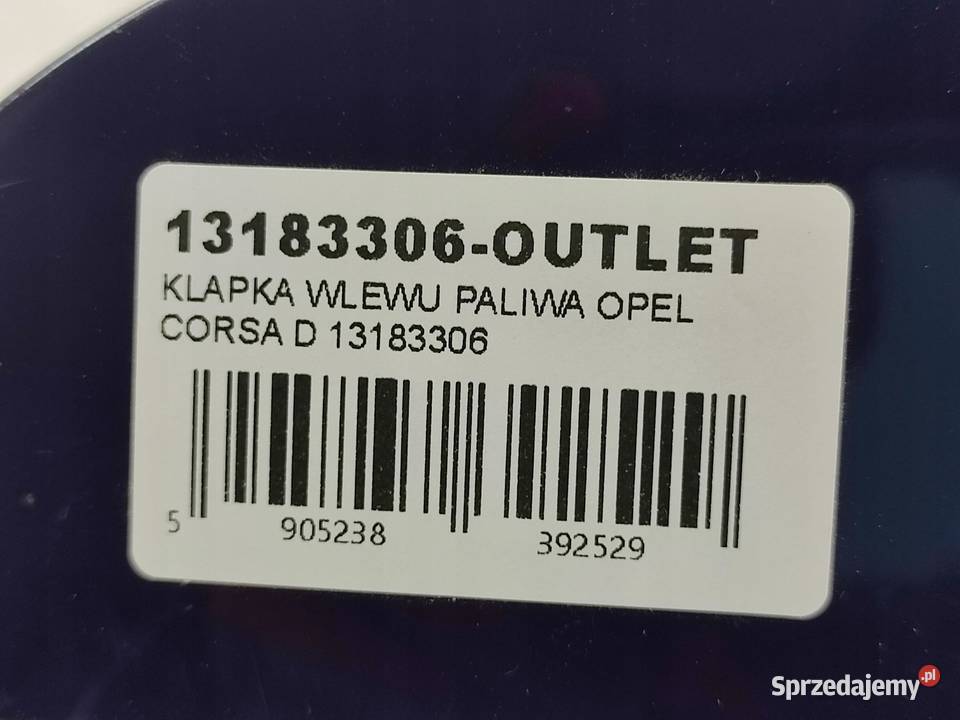 13183306-OUTLET
KLAPKA WLEWU PALIWA OPEL
CORSA D 13183306
5 905238 392529
Sprzedajemy.pl